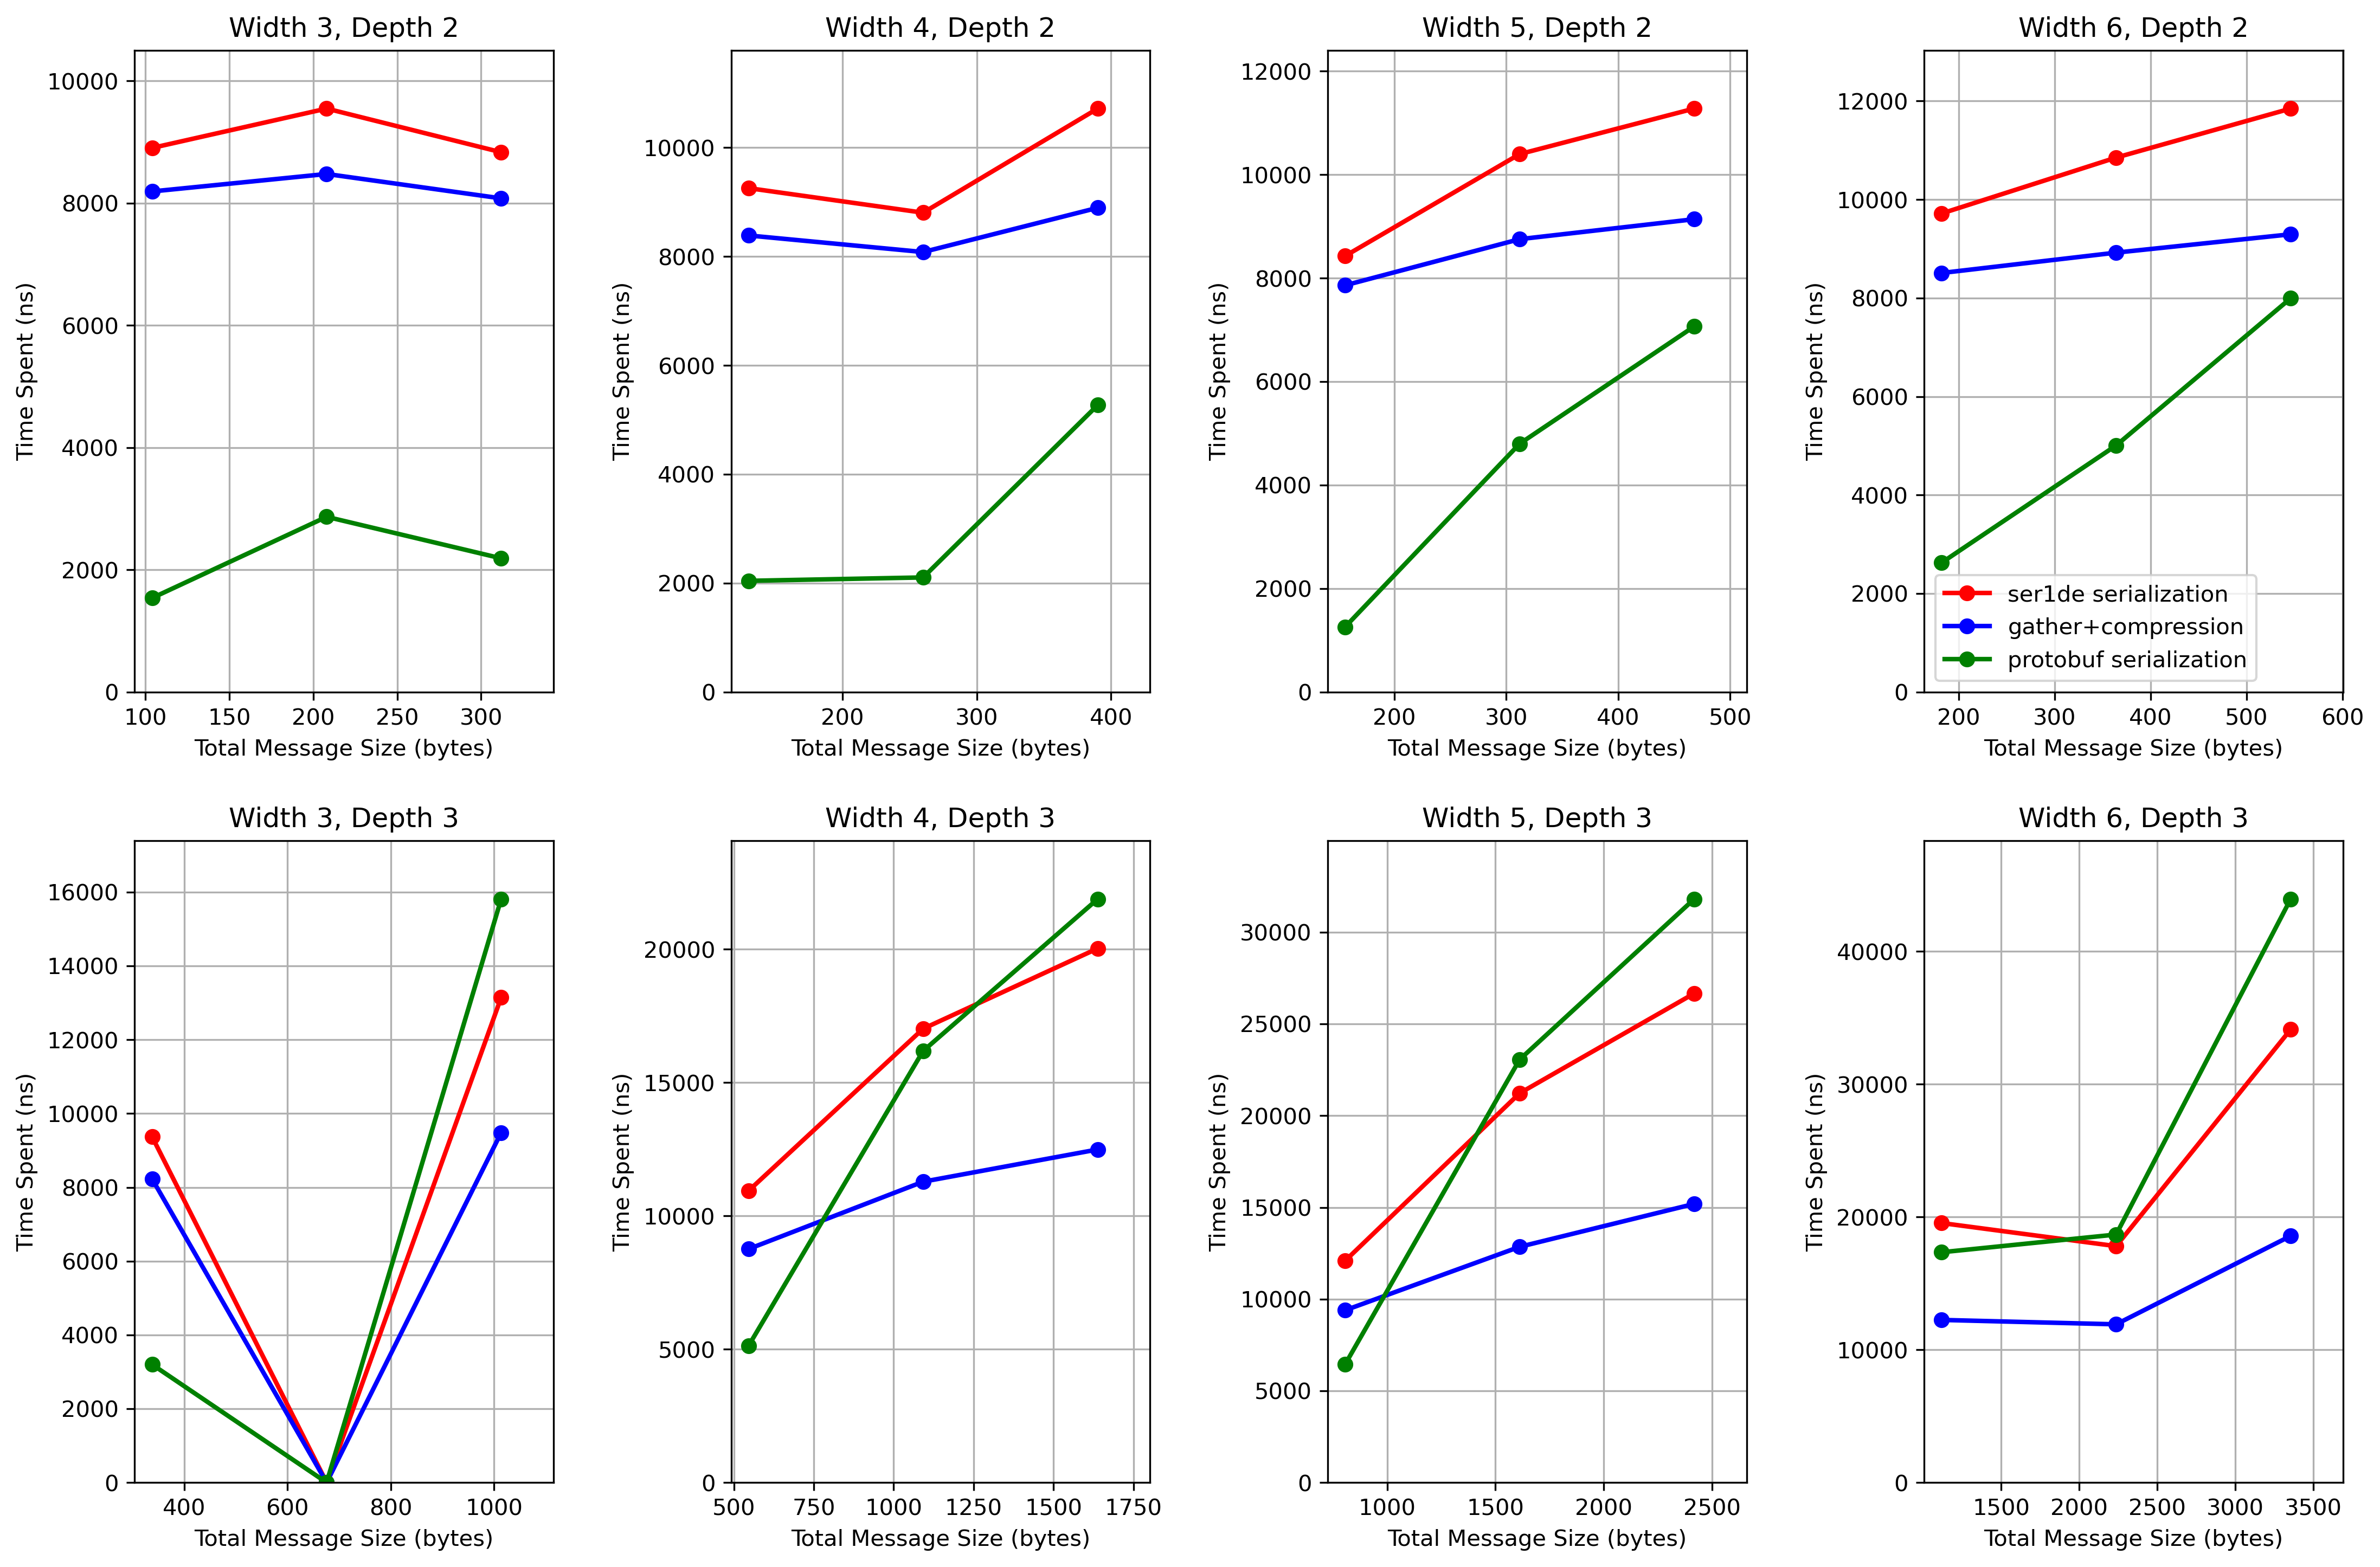 Width 3, Depth 2
Time Spent (ns)
10000
8000
6000
4000
2000
0
100 150 200 250 300
Total Message Size (bytes)
Width 4, Depth 2
Time Spent (ns)
10000
8000
6000
4000
2000
0
200 300 400
Total Message Size (bytes)
Width 5, Depth 2
Time Spent (ns)
12000
10000
8000
6000
4000
2000
0
200 300 400 500
Total Message Size (bytes)
Width 6, Depth 2
Time Spent (ns)
12000
10000
8000
6000
4000
2000
0
ser1de serialization
gather+compression
protobuf serialization
200 300 400 500 600
Total Message Size (bytes)
Width 3, Depth 3
Time Spent (ns)
16000
14000
12000
10000
8000
6000
4000
2000
0
400 600 800 1000
Total Message Size (bytes)
Width 4, Depth 3
Time Spent (ns)
20000
15000
10000
5000
0
500 750 1000 1250 1500 1750
Total Message Size (bytes)
Width 5, Depth 3
Time Spent (ns)
30000
25000
20000
15000
10000
5000
0
1000 1500 2000 2500
Total Message Size (bytes)
Width 6, Depth 3
Time Spent (ns)
40000
30000
20000
10000
0
1500 2000 2500 3000 3500
Total Message Size (bytes)